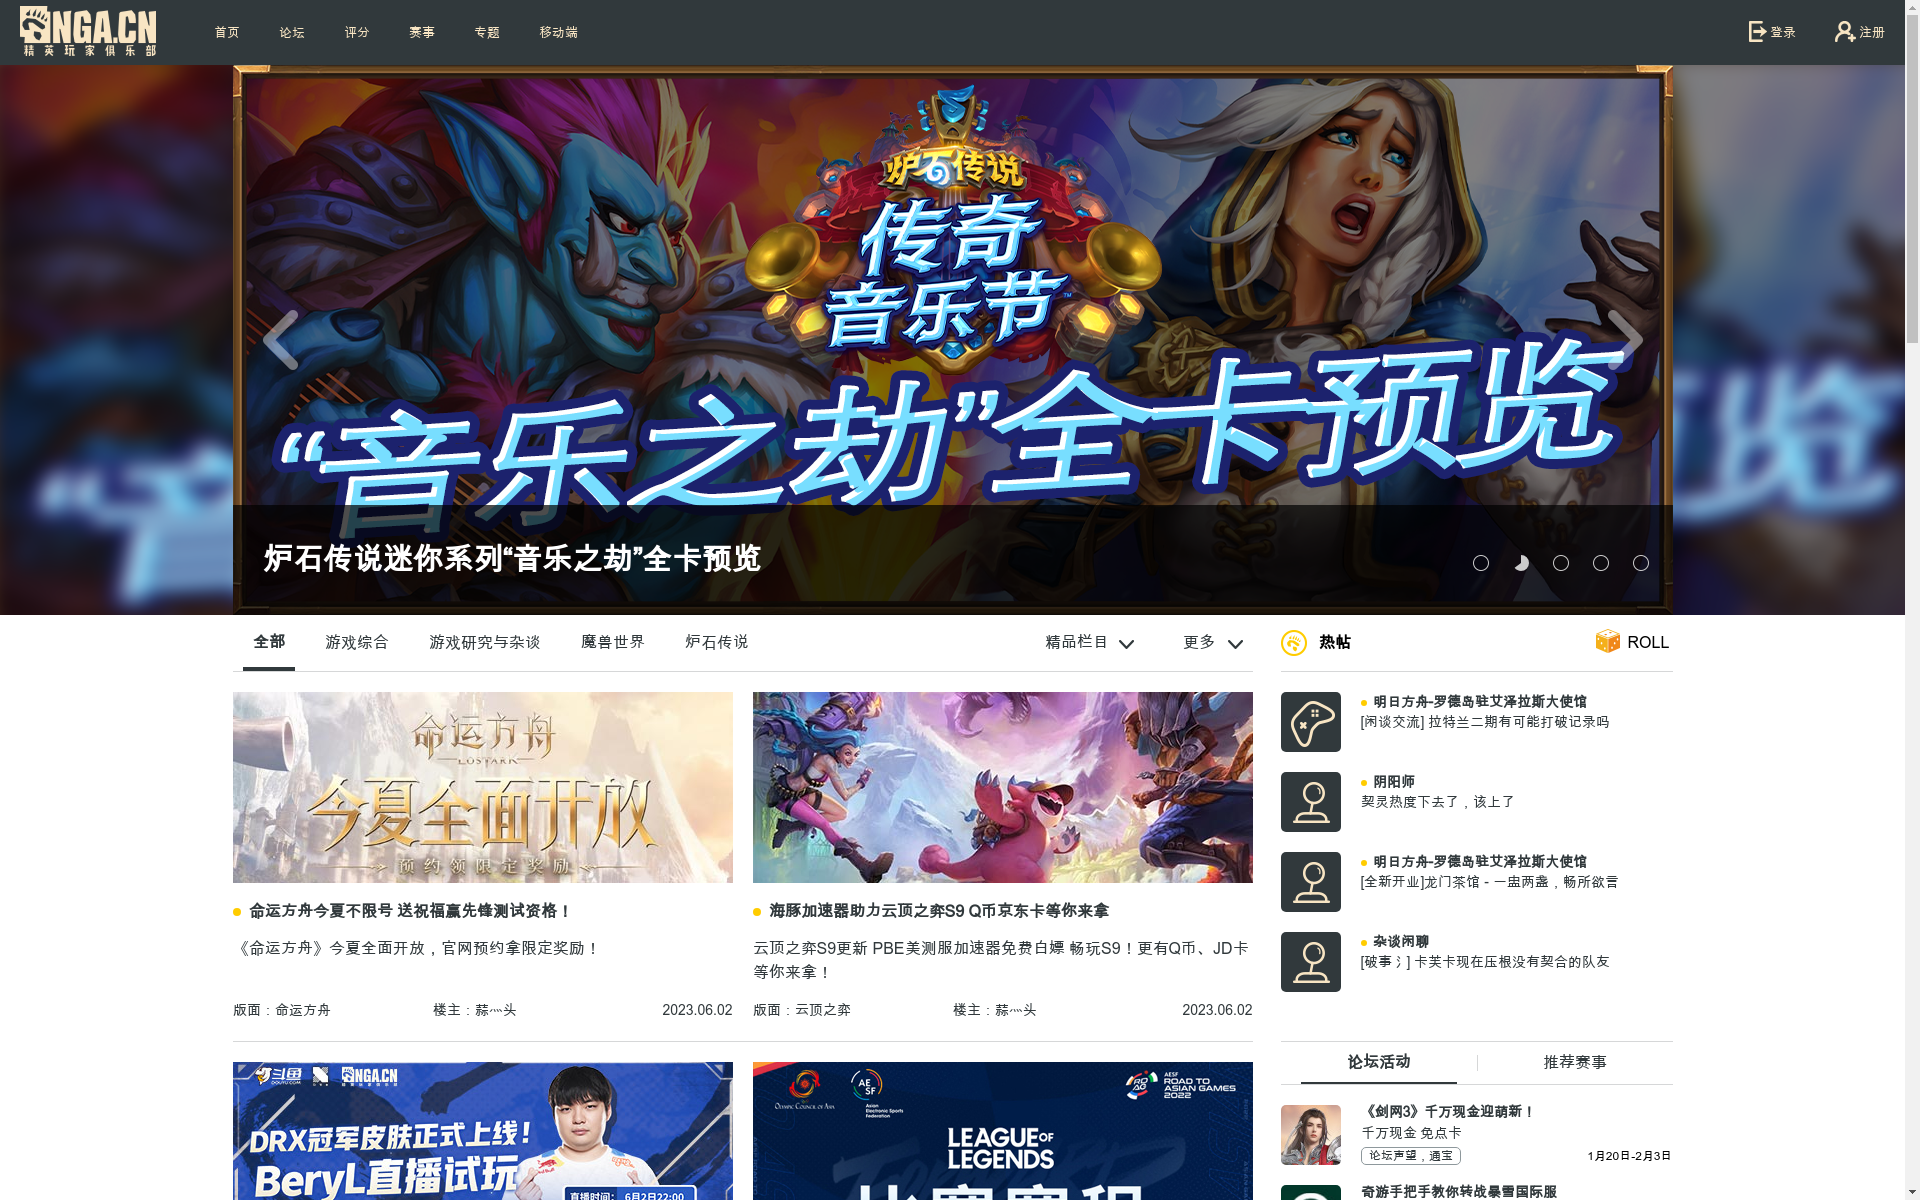 NGA.CN
精英玩家俱乐部
首页 论坛 评分 赛事 专题 移动端
登录 注册
炉石传说
传奇
音乐节
“音乐之劫”全卡预览
炉石传说迷你系列“音乐之劫”全卡预览
全部 游戏综合 游戏研究与杂谈 魔兽世界 炉石传说 精品栏目 更多
热帖 ROLL
命运方舟
LOST ARK
今夏全面开放
预约领限定奖励
命运方舟今夏不限号 送祝福赢先锋测试资格！
《命运方舟》今夏全面开放，官网预约拿限定奖励！
版面：命运方舟 楼主：蒜灬头 2023.06.02
海豚加速器助力云顶之弈S9 Q币京东卡等你来拿
云顶之弈S9更新 PBE美测服加速器免费白嫖 畅玩S9！更有Q币、JD卡
等你来拿！
版面：云顶之弈 楼主：蒜灬头 2023.06.02
明日方舟-罗德岛驻艾泽拉斯大使馆
[闲谈交流] 拉特兰二期有可能打破记录吗
阴阳师
契灵热度下去了，该上了
明日方舟-罗德岛驻艾泽拉斯大使馆
[全新开业]龙门茶馆 - 一盅两盏，畅所欲言
杂谈闲聊
[破事氵] 卡芙卡现在压根没有契合的队友
斗鱼
DOUYU.COM
NGA.CN
DRX冠军皮肤正式上线！
BeryL直播试玩
直播时间： 6月2日22:00
OLYMPIC COUNCIL OF ASIA
AESF
Asian
Electronic Sports
Federation
AESF
ROAD TO
ASIAN GAMES
2022
LEAGUE OF
LEGENDS
比赛赛程
论坛活动 推荐赛事
《剑网3》千万现金迎萌新！
千万现金 免点卡
论坛声望，通宝 1月20日-2月3日
奇游手把手教你转战暴雪国际服